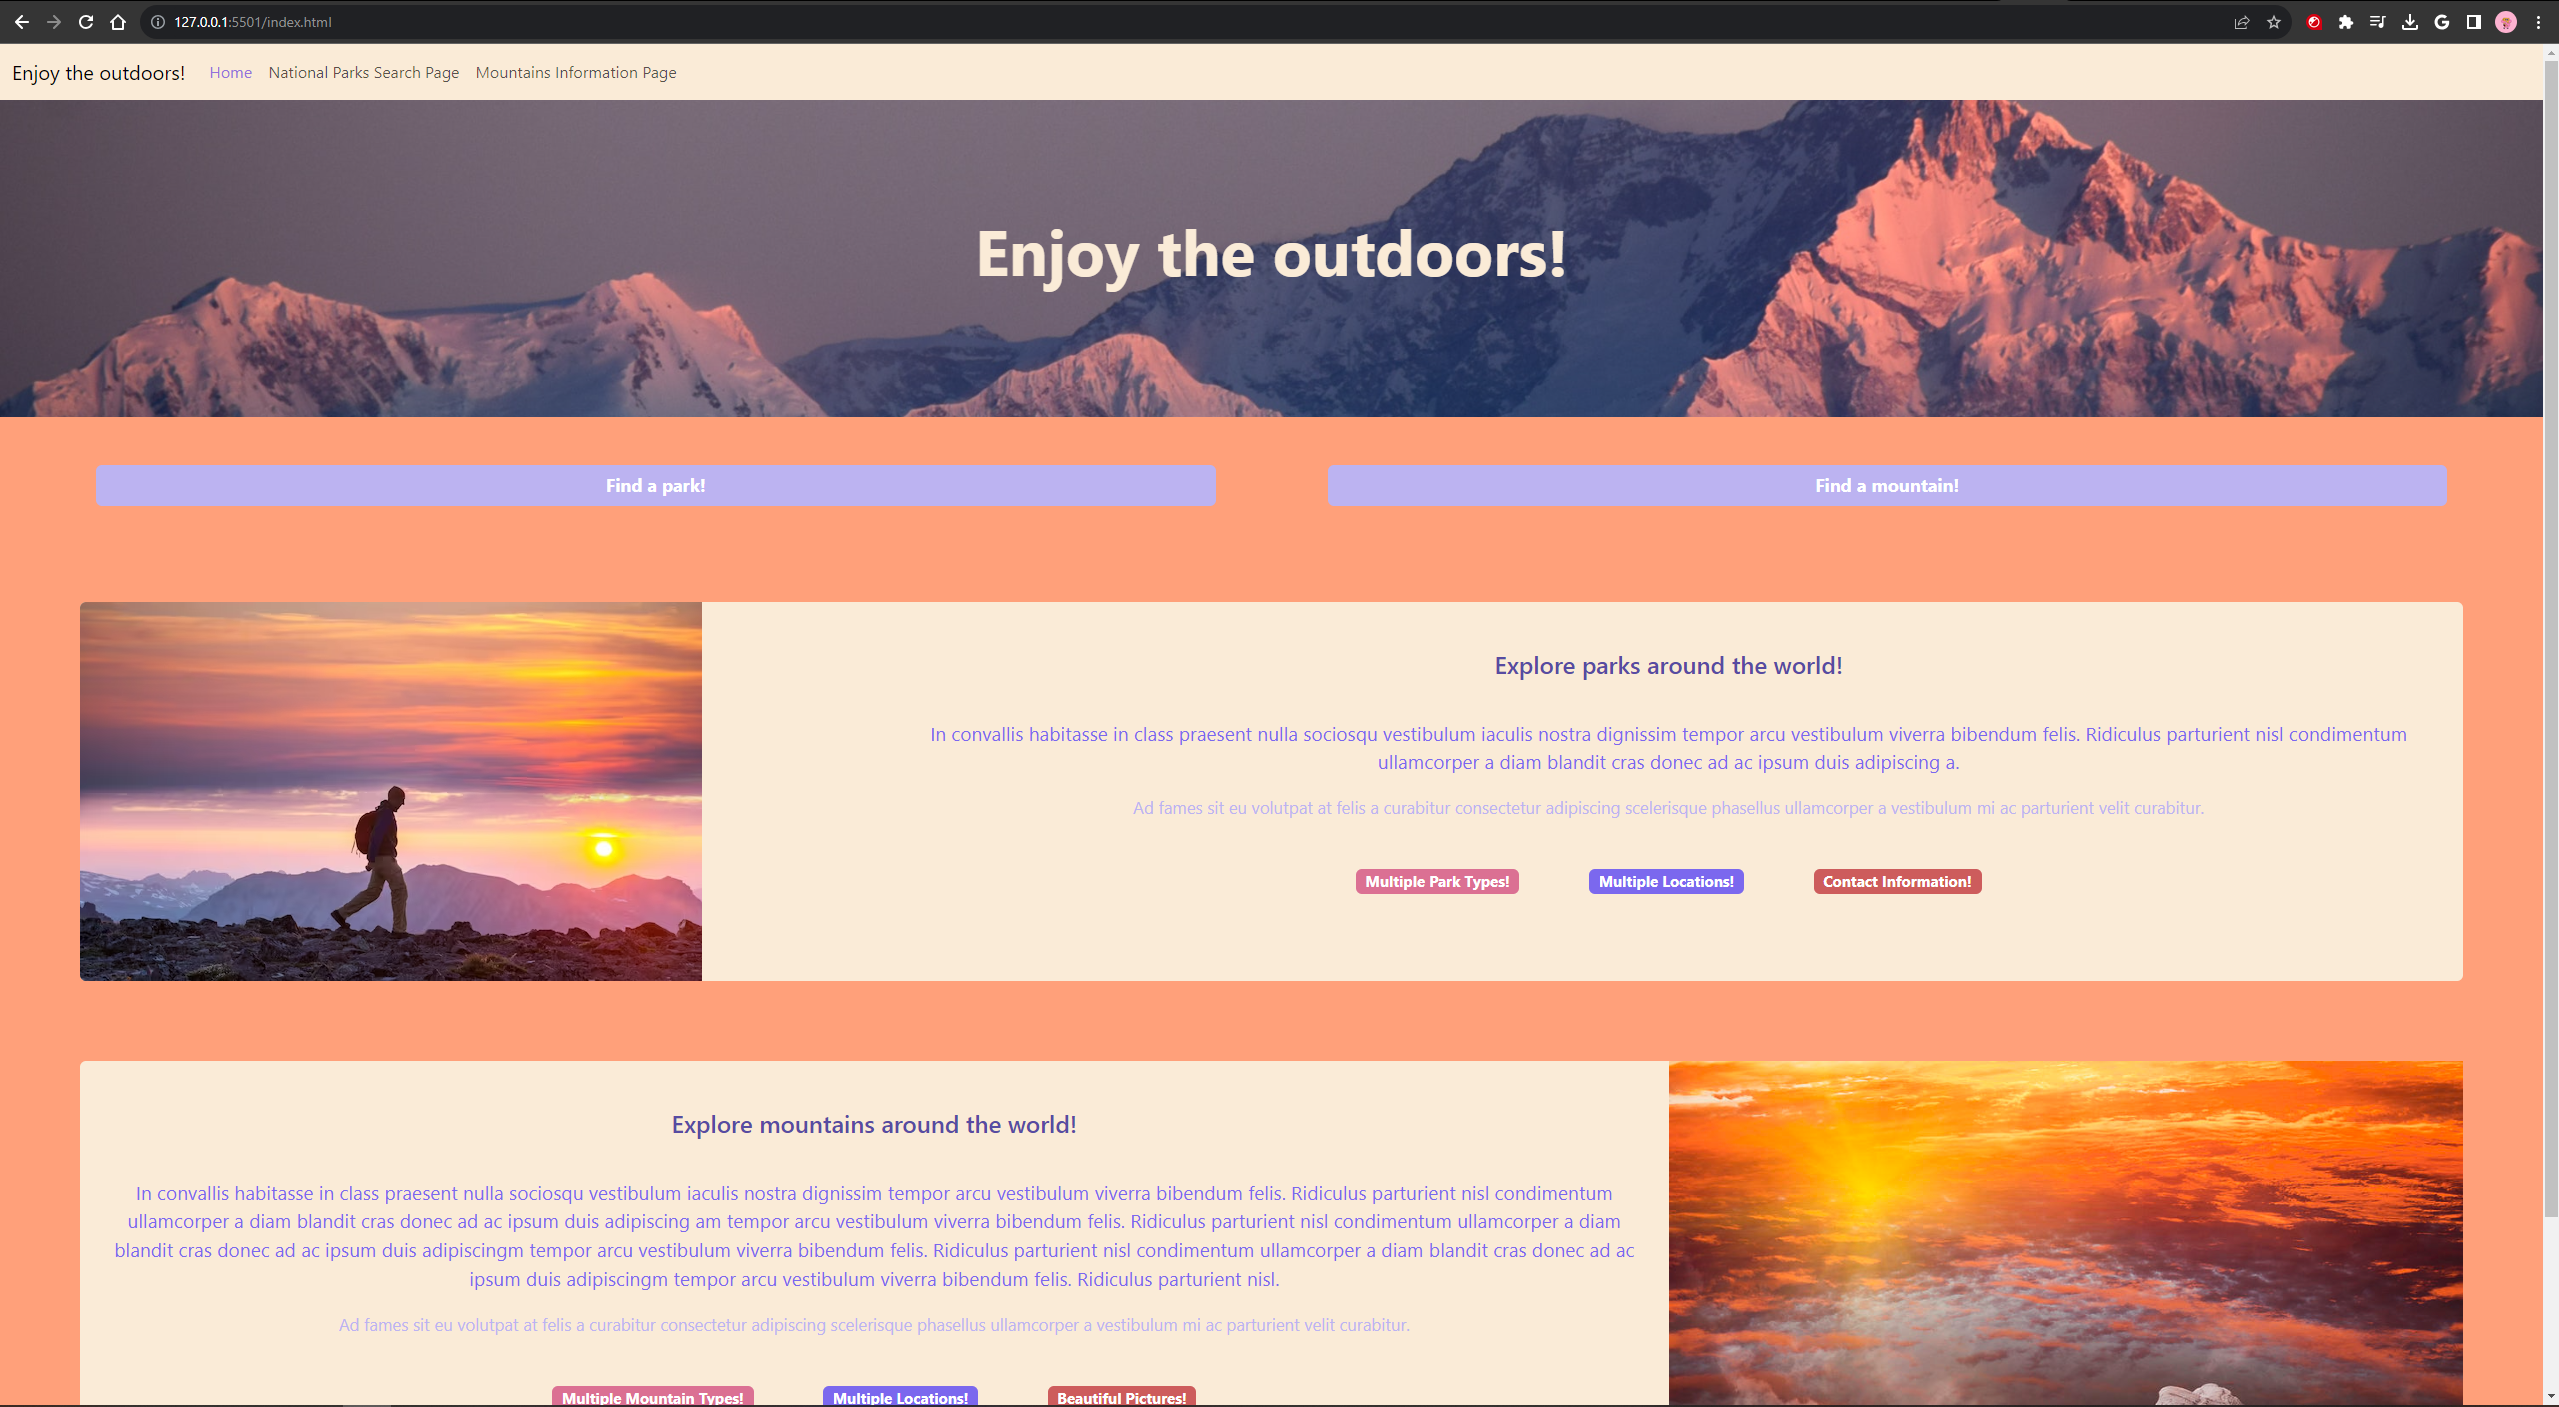 127.0.0.1:5501/index.html
Enjoy the outdoors! Home National Parks Search Page Mountains Information Page
Enjoy the outdoors!
Find a park! Find a mountain!
Explore parks around the world!
In convallis habitasse in class praesent nulla sociosqu vestibulum iaculis nostra dignissim tempor arcu vestibulum viverra bibendum felis. Ridiculus parturient nisl condimentum
ullamcorper a diam blandit cras donec ad ac ipsum duis adipiscing a.
Ad fames sit eu volutpat at felis a curabitur consectetur adipiscing scelerisque phasellus ullamcorper a vestibulum mi ac parturient velit curabitur.
Multiple Park Types! Multiple Locations! Contact Information!
Explore mountains around the world!
In convallis habitasse in class praesent nulla sociosqu vestibulum iaculis nostra dignissim tempor arcu vestibulum viverra bibendum felis. Ridiculus parturient nisl condimentum
ullamcorper a diam blandit cras donec ad ac ipsum duis adipiscing am tempor arcu vestibulum viverra bibendum felis. Ridiculus parturient nisl condimentum ullamcorper a diam
blandit cras donec ad ac ipsum duis adipiscingm tempor arcu vestibulum viverra bibendum felis. Ridiculus parturient nisl condimentum ullamcorper a diam blandit cras donec ad ac
ipsum duis adipiscingm tempor arcu vestibulum viverra bibendum felis. Ridiculus parturient nisl.
Ad fames sit eu volutpat at felis a curabitur consectetur adipiscing scelerisque phasellus ullamcorper a vestibulum mi ac parturient velit curabitur.
Multiple Mountain Types! Multiple Locations! Beautiful Pictures!